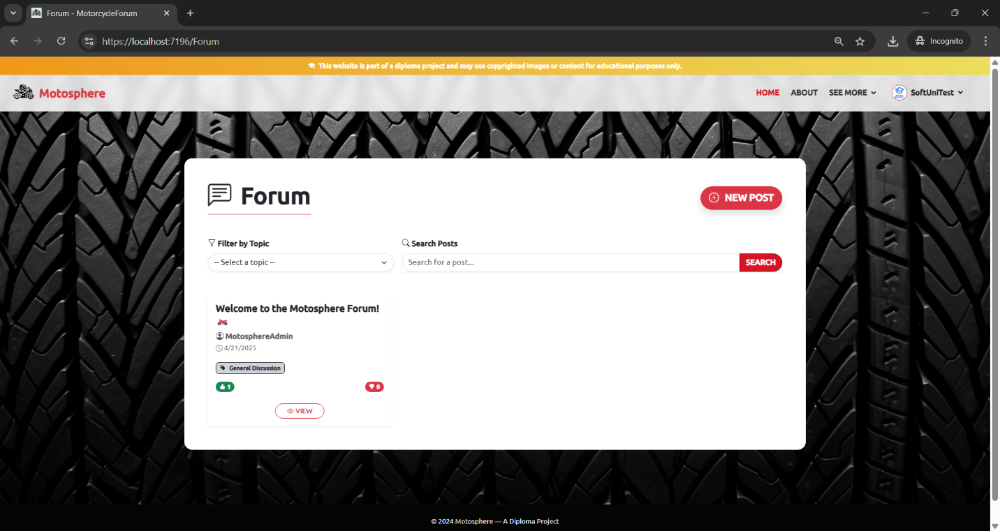 Forum - MotorcycleForum
https://localhost:7196/Forum
Incognito
This website is part of a diploma project and may use copyrighted images or content for educational purposes only.
Motosphere
HOME ABOUT SEE MORE SoftUniTest
Forum
NEW POST
Filter by Topic
Search Posts
-- Select a topic --
Search for a post...
SEARCH
Welcome to the Motosphere Forum!
MotosphereAdmin
4/21/2025
General Discussion
1
0
VIEW
© 2024 Motosphere — A Diploma Project